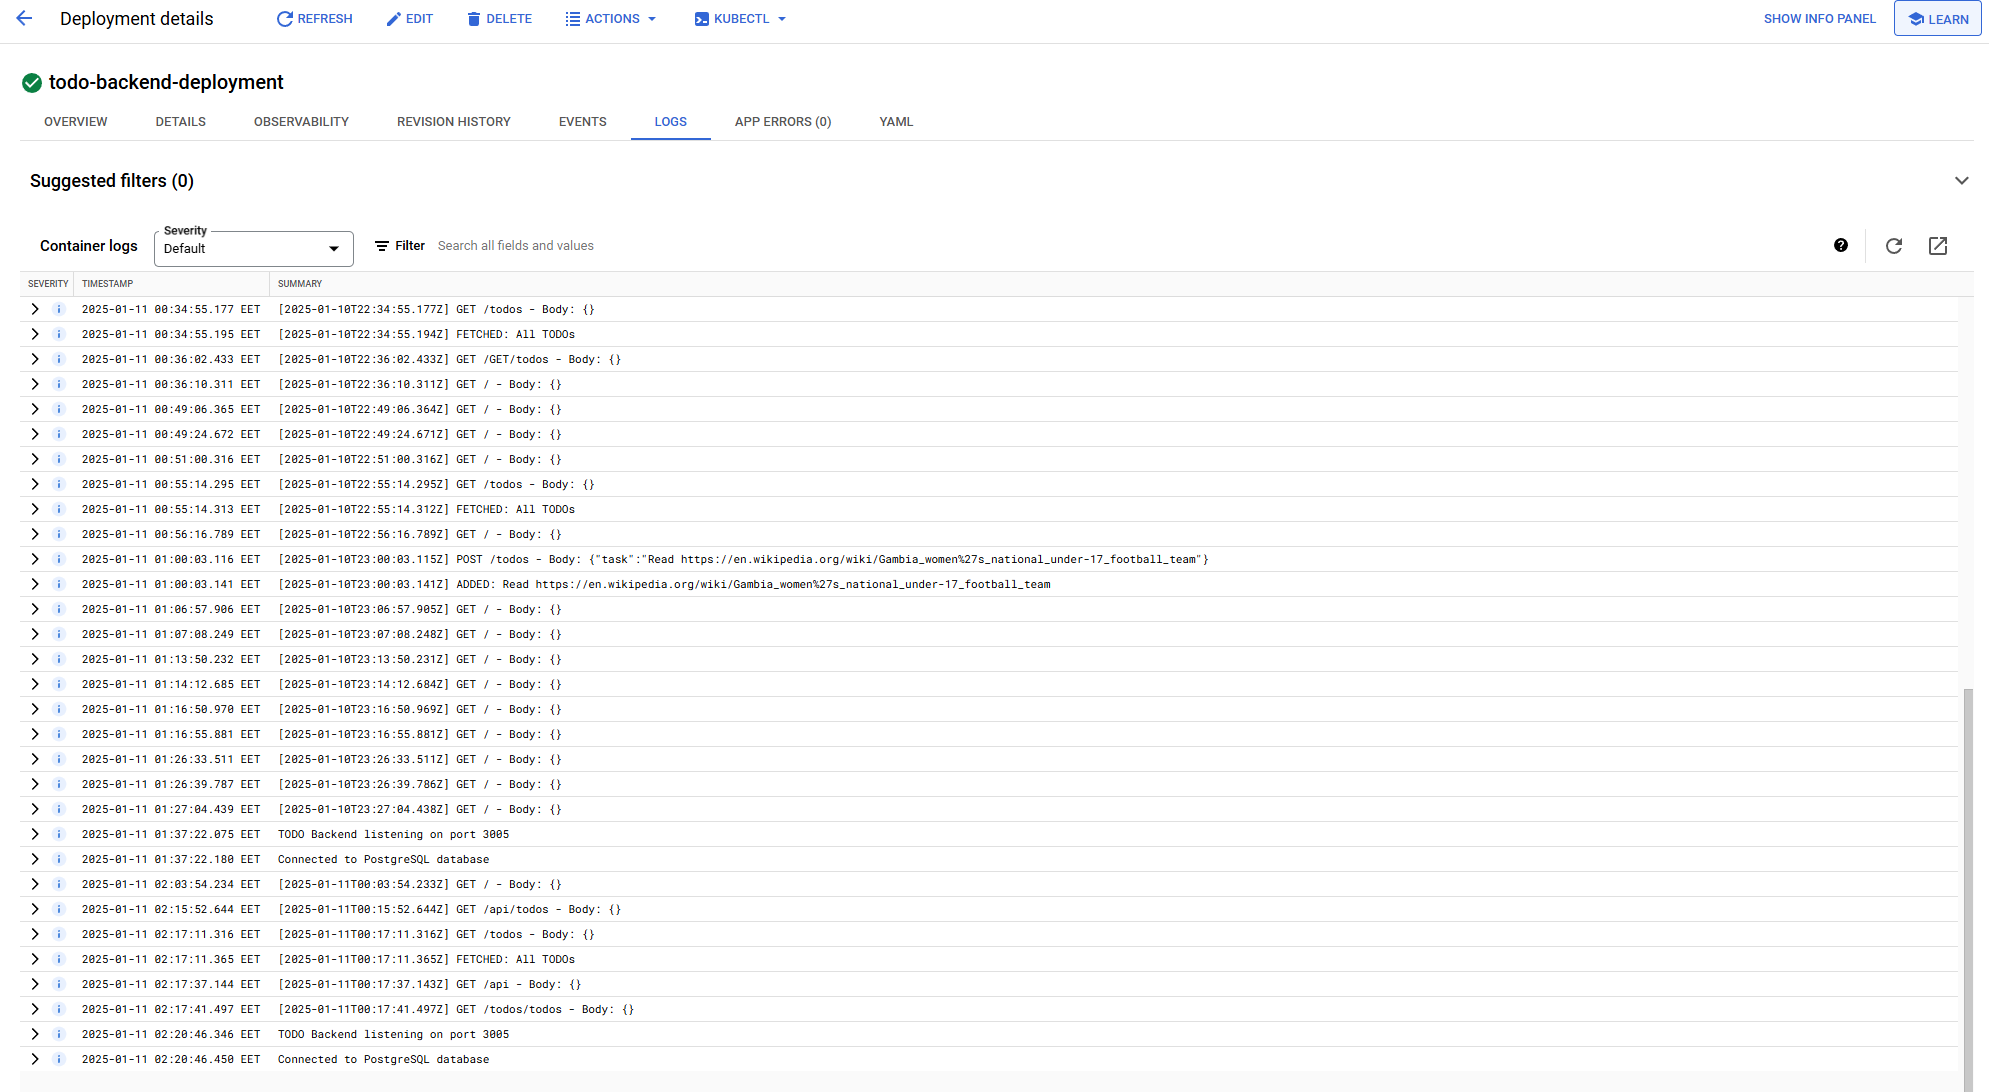 Deployment details REFRESH EDIT DELETE ACTIONS KUBECTL SHOW INFO PANEL LEARN
todo-backend-deployment
OVERVIEW DETAILS OBSERVABILITY REVISION HISTORY EVENTS LOGS APP ERRORS (0) YAML
Suggested filters (0)
Container logs Severity Default Filter Search all fields and values
SEVERITY TIMESTAMP SUMMARY
2025-01-11 00:34:55.177 EET [2025-01-10T22:34:55.177Z] GET /todos - Body: {}
2025-01-11 00:34:55.195 EET [2025-01-10T22:34:55.194Z] FETCHED: All TODOs
2025-01-11 00:36:02.433 EET [2025-01-10T22:36:02.433Z] GET /GET/todos - Body: {}
2025-01-11 00:36:10.311 EET [2025-01-10T22:36:10.311Z] GET / - Body: {}
2025-01-11 00:49:06.365 EET [2025-01-10T22:49:06.364Z] GET / - Body: {}
2025-01-11 00:49:24.672 EET [2025-01-10T22:49:24.671Z] GET / - Body: {}
2025-01-11 00:51:00.316 EET [2025-01-10T22:51:00.316Z] GET / - Body: {}
2025-01-11 00:55:14.295 EET [2025-01-10T22:55:14.295Z] GET /todos - Body: {}
2025-01-11 00:55:14.313 EET [2025-01-10T22:55:14.312Z] FETCHED: All TODOs
2025-01-11 00:56:16.789 EET [2025-01-10T22:56:16.789Z] GET / - Body: {}
2025-01-11 01:00:03.116 EET [2025-01-10T23:00:03.115Z] POST /todos - Body: {"task":"Read https://en.wikipedia.org/wiki/Gambia_women%27s_national_under-17_football_team"}
2025-01-11 01:00:03.141 EET [2025-01-10T23:00:03.141Z] ADDED: Read https://en.wikipedia.org/wiki/Gambia_women%27s_national_under-17_football_team
2025-01-11 01:06:57.906 EET [2025-01-10T23:06:57.905Z] GET / - Body: {}
2025-01-11 01:07:08.249 EET [2025-01-10T23:07:08.248Z] GET / - Body: {}
2025-01-11 01:13:50.232 EET [2025-01-10T23:13:50.231Z] GET / - Body: {}
2025-01-11 01:14:12.685 EET [2025-01-10T23:14:12.684Z] GET / - Body: {}
2025-01-11 01:16:50.970 EET [2025-01-10T23:16:50.969Z] GET / - Body: {}
2025-01-11 01:16:55.881 EET [2025-01-10T23:16:55.881Z] GET / - Body: {}
2025-01-11 01:26:33.511 EET [2025-01-10T23:26:33.511Z] GET / - Body: {}
2025-01-11 01:26:39.787 EET [2025-01-10T23:26:39.786Z] GET / - Body: {}
2025-01-11 01:27:04.439 EET [2025-01-10T23:27:04.438Z] GET / - Body: {}
2025-01-11 01:37:22.075 EET TODO Backend listening on port 3005
2025-01-11 01:37:22.180 EET Connected to PostgreSQL database
2025-01-11 02:03:54.234 EET [2025-01-11T00:03:54.233Z] GET / - Body: {}
2025-01-11 02:15:52.644 EET [2025-01-11T00:15:52.644Z] GET /api/todos - Body: {}
2025-01-11 02:17:11.316 EET [2025-01-11T00:17:11.316Z] GET /todos - Body: {}
2025-01-11 02:17:11.365 EET [2025-01-11T00:17:11.365Z] FETCHED: All TODOs
2025-01-11 02:17:37.144 EET [2025-01-11T00:17:37.143Z] GET /api - Body: {}
2025-01-11 02:17:41.497 EET [2025-01-11T00:17:41.497Z] GET /todos/todos - Body: {}
2025-01-11 02:20:46.346 EET TODO Backend listening on port 3005
2025-01-11 02:20:46.450 EET Connected to PostgreSQL database